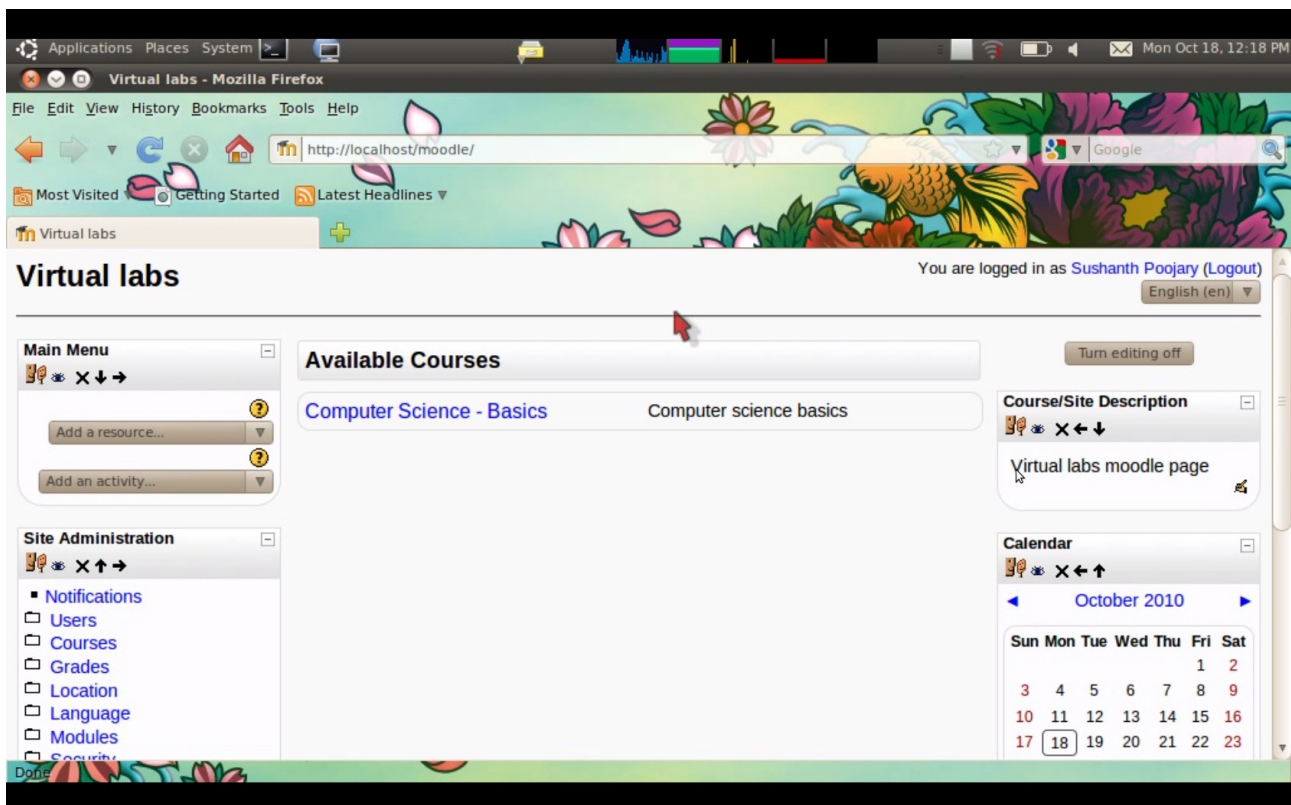 Applications Places System
Mon Oct 18, 12:18 PM
Virtual labs - Mozilla Firefox
File Edit View History Bookmarks Tools Help
http://localhost/moodle/
Google
Most Visited
Getting Started
Latest Headlines
Virtual labs
Virtual labs
You are logged in as Sushanth Poojary (Logout)
English (en)
Main Menu
Add a resource...
Add an activity...
Site Administration
Notifications
Users
Courses
Grades
Location
Language
Modules
Security
Available Courses
Computer Science - Basics
Computer science basics
Turn editing off
Course/Site Description
Virtual labs moodle page
Calendar
October 2010
Sun Mon Tue Wed Thu Fri Sat
1 2
3 4 5 6 7 8 9
10 11 12 13 14 15 16
17 18 19 20 21 22 23
Done